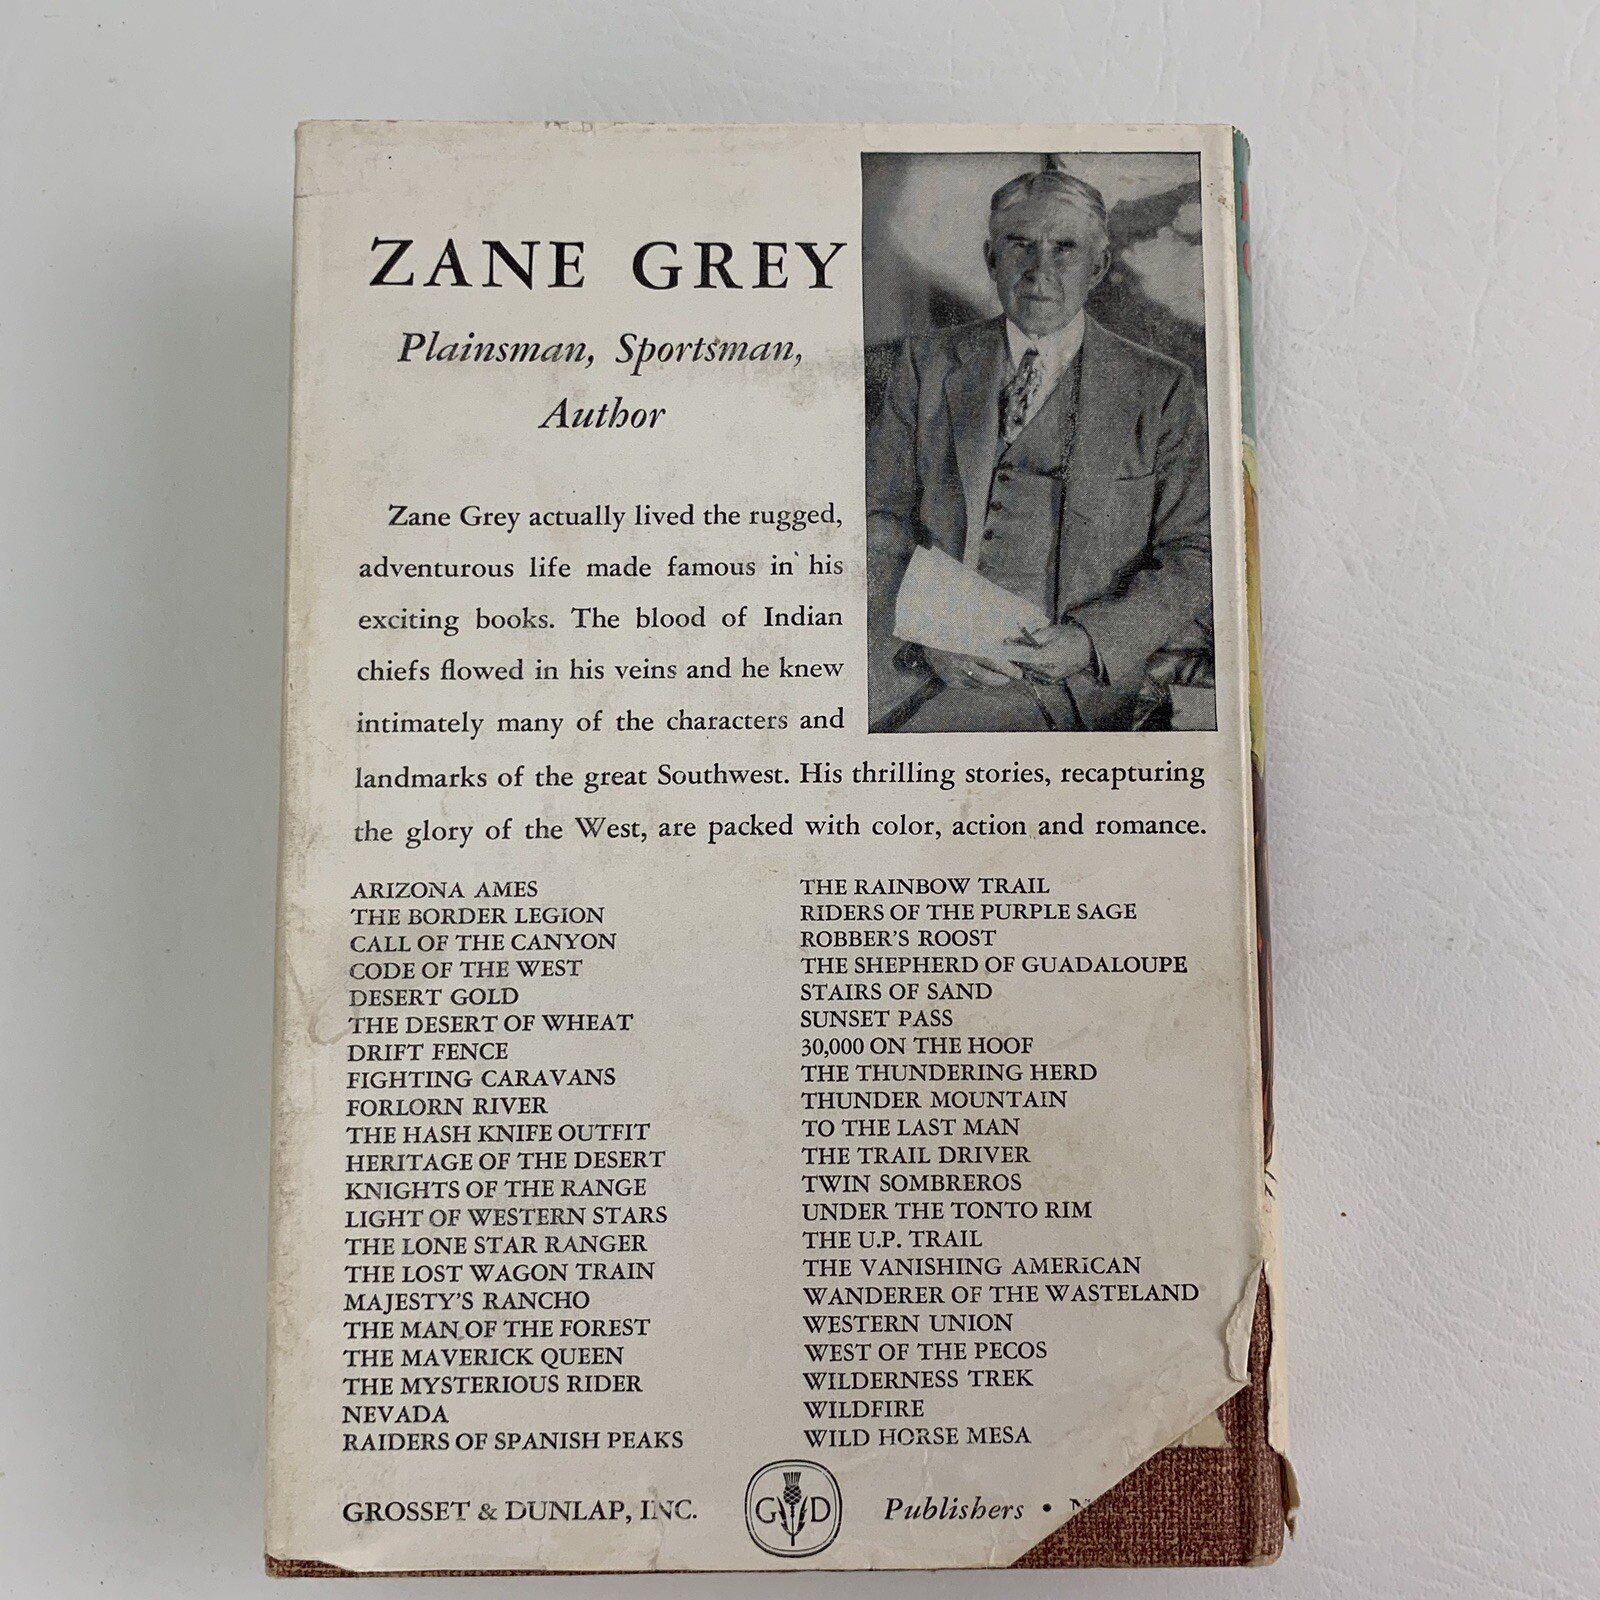 ZANE GREY
Plainsman, Sportsman,
Author
Zane Grey actually lived the rugged,
adventurous life made famous in his
exciting books. The blood of Indian
chiefs flowed in his veins and he knew
intimately many of the characters and
landmarks of the great Southwest. His thrilling stories, recapturing
the glory of the West, are packed with color, action and romance.
ARIZONA AMES
THE BORDER LEGION
CALL OF THE CANYON
CODE OF THE WEST
DESERT GOLD
THE DESERT OF WHEAT
DRIFT FENCE
FIGHTING CARAVANS
FORLORN RIVER
THE HASH KNIFE OUTFIT
HERITAGE OF THE DESERT
KNIGHTS OF THE RANGE
LIGHT OF WESTERN STARS
THE LONE STAR RANGER
THE LOST WAGON TRAIN
MAJESTY'S RANCHO
THE MAN OF THE FOREST
THE MAVERICK QUEEN
THE MYSTERIOUS RIDER
NEVADA
RAIDERS OF SPANISH PEAKS
THE RAINBOW TRAIL
RIDERS OF THE PURPLE SAGE
ROBBER'S ROOST
THE SHEPHERD OF GUADALOUPE
STAIRS OF SAND
SUNSET PASS
30,000 ON THE HOOF
THE THUNDERING HERD
THUNDER MOUNTAIN
TO THE LAST MAN
THE TRAIL DRIVER
TWIN SOMBREROS
UNDER THE TONTO RIM
THE U.P. TRAIL
THE VANISHING AMERICAN
WANDERER OF THE WASTELAND
WESTERN UNION
WEST OF THE PECOS
WILDERNESS TREK
WILDFIRE
WILD HORSE MESA
GROSSET & DUNLAP, INC. G D Publishers •